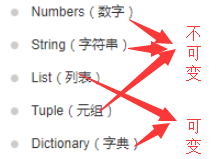 Numbers（数字）
String（字符串）
List（列表）
Tuple（元组）
Dictionary（字典）
不可变
可变